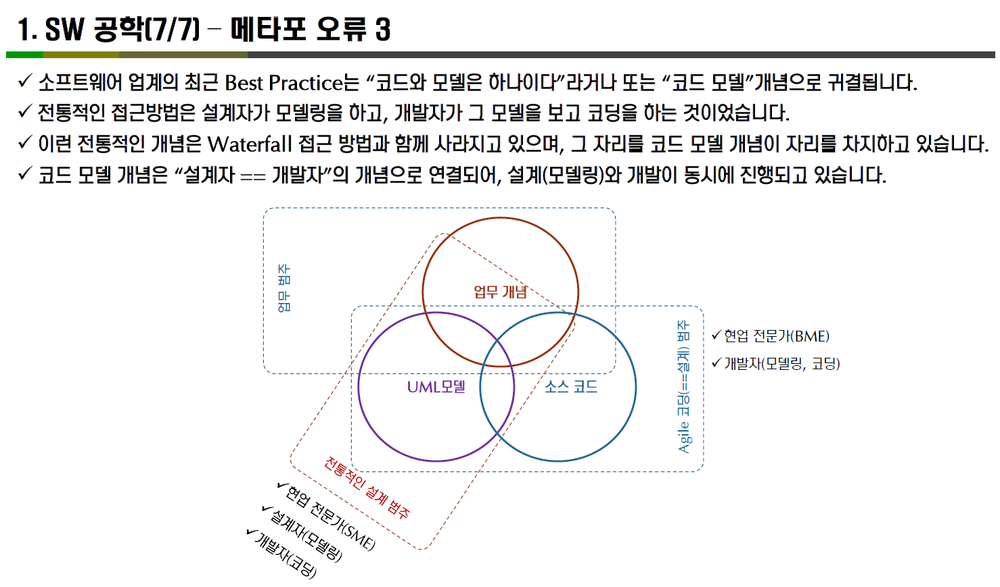 1. SW 공학(7/7) – 메타포 오류 3
✓ 소프트웨어 업계의 최근 Best Practice는 “코드와 모델은 하나이다”라거나 또는 “코드 모델”개념으로 귀결됩니다.
✓ 전통적인 접근방법은 설계자가 모델링을 하고, 개발자가 그 모델을 보고 코딩을 하는 것이었습니다.
✓ 이런 전통적인 개념은 Waterfall 접근 방법과 함께 사라지고 있으며, 그 자리를 코드 모델 개념이 자리를 차지하고 있습니다.
✓ 코드 모델 개념은 “설계자 == 개발자”의 개념으로 연결되어, 설계(모델링)와 개발이 동시에 진행되고 있습니다.
업무 범주
업무 개념
UML모델
소스 코드
Agile 코딩(==설계) 범주
✓ 현업 전문가(BME)
✓ 개발자(모델링, 코딩)
전통적인 설계 범주
✓ 현업 전문가(SME)
✓ 설계자(모델링)
✓ 개발자(코딩)